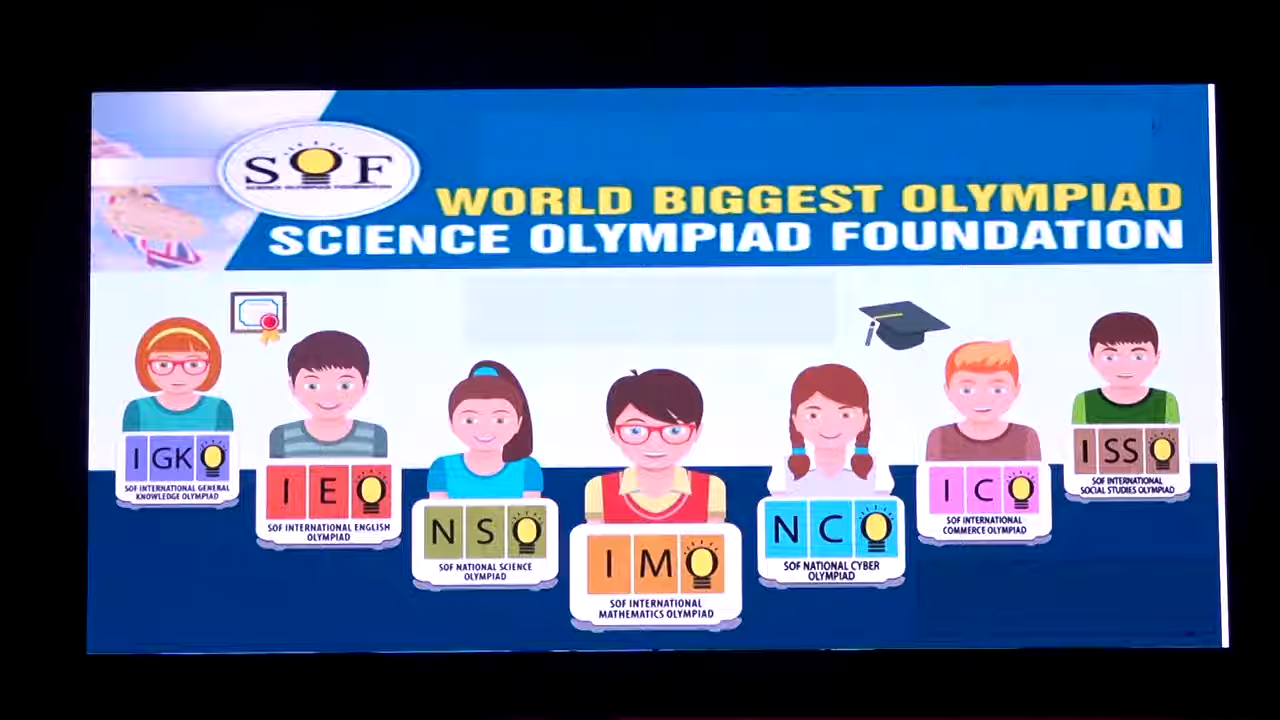 SOF
SCIENCE OLYMPIAD FOUNDATION
WORLD BIGGEST OLYMPIAD
SCIENCE OLYMPIAD FOUNDATION
IGKO
SOF INTERNATIONAL GENERAL
KNOWLEDGE OLYMPIAD
IEO
SOF INTERNATIONAL ENGLISH
OLYMPIAD
NSO
SOF NATIONAL SCIENCE
OLYMPIAD
IMO
SOF INTERNATIONAL
MATHEMATICS OLYMPIAD
NCO
SOF NATIONAL CYBER
OLYMPIAD
ICO
SOF INTERNATIONAL
COMMERCE OLYMPIAD
ISSO
SOF INTERNATIONAL
SOCIAL STUDIES OLYMPIAD